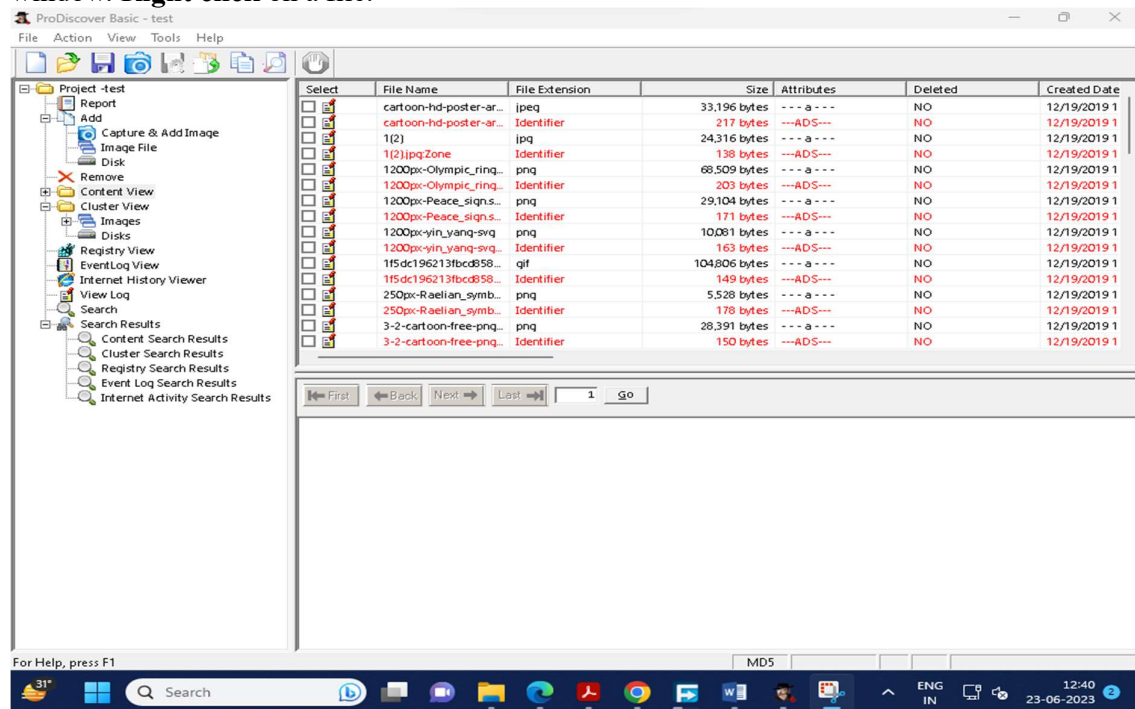 window. Right click on a file.
ProDiscover Basic - test
File Action View Tools Help
Project -test
Report
Add
Capture & Add Image
Image File
Disk
Remove
Content View
Cluster View
Images
Disks
Registry View
EventLog View
Internet History Viewer
View Log
Search
Search Results
Content Search Results
Cluster Search Results
Registry Search Results
Event Log Search Results
Internet Activity Search Results
Select File Name File Extension Size Attributes Deleted Created Date
cartoon-hd-poster-ar... jpeg 33,196 bytes - - - a - - - NO 12/19/2019 1
cartoon-hd-poster-ar... Identifier 217 bytes ---ADS--- NO 12/19/2019 1
1(2) jpg 24,316 bytes - - - a - - - NO 12/19/2019 1
1(2).jpg:Zone Identifier 138 bytes ---ADS--- NO 12/19/2019 1
1200px-Olympic_ring... png 68,509 bytes - - - a - - - NO 12/19/2019 1
1200px-Olympic_ring... Identifier 203 bytes ---ADS--- NO 12/19/2019 1
1200px-Peace_sign.s... png 29,104 bytes - - - a - - - NO 12/19/2019 1
1200px-Peace_sign.s... Identifier 171 bytes ---ADS--- NO 12/19/2019 1
1200px-yin_yang-svg png 10,081 bytes - - - a - - - NO 12/19/2019 1
1200px-yin_yang-svg... Identifier 163 bytes ---ADS--- NO 12/19/2019 1
1f5dc196213fbcd858... gif 104,806 bytes - - - a - - - NO 12/19/2019 1
1f5dc196213fbcd858... Identifier 149 bytes ---ADS--- NO 12/19/2019 1
250px-Raelian_symb... png 5,528 bytes - - - a - - - NO 12/19/2019 1
250px-Raelian_symb... Identifier 178 bytes ---ADS--- NO 12/19/2019 1
3-2-cartoon-free-png... png 28,391 bytes - - - a - - - NO 12/19/2019 1
3-2-cartoon-free-png... Identifier 150 bytes ---ADS--- NO 12/19/2019 1
First Back Next Last 1 Go
For Help, press F1 MD5
31° Search ENG IN 12:40 23-06-2023 2